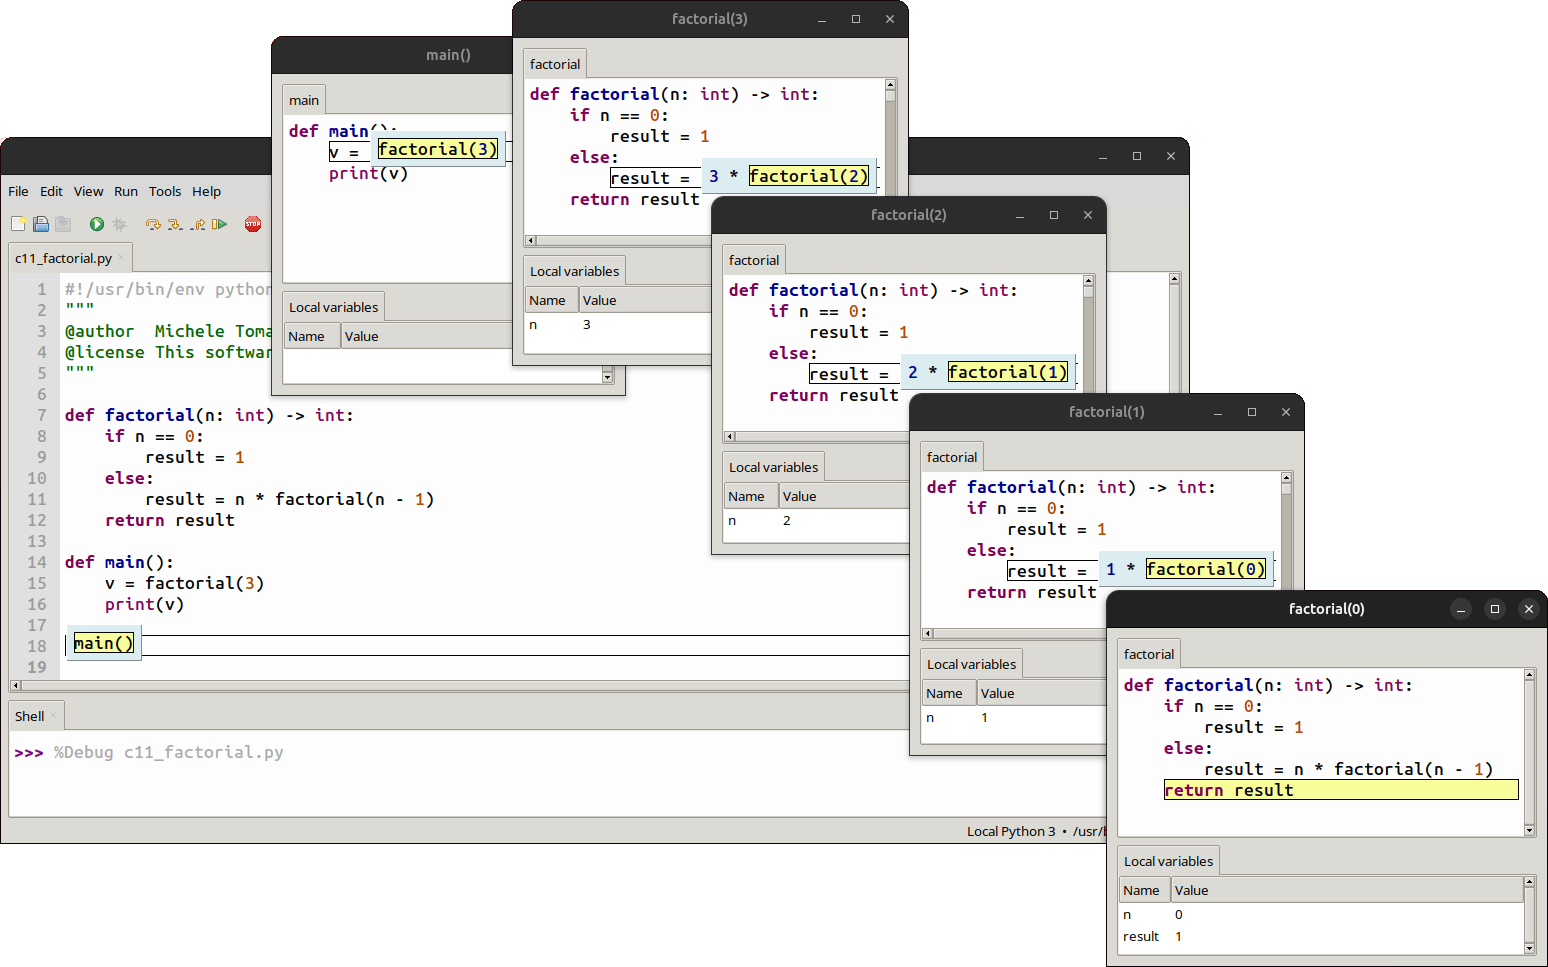 File Edit View Run Tools Help
c11_factorial.py
1 #!/usr/bin/env python
2 """
3 @author  Michele
4 @license This
5 """
6
7 def factorial(n: int) -> int:
8     if n == 0:
9         result = 1
10     else:
11         result = n * factorial(n - 1)
12     return result
13
14 def main():
15     v = factorial(3)
16     print(v)
17
18 main()
19
Shell
>>> %Debug c11_factorial.py
Local Python 3 •
main()
main
def main():
    v = factorial(3)
    print(v)
Local variables
Name Value
factorial(3)
factorial
def factorial(n: int) -> int:
    if n == 0:
        result = 1
    else:
        result = 3 * factorial(2)
    return result
Local variables
Name Value
n 3
factorial(2)
factorial
def factorial(n: int) -> int:
    if n == 0:
        result = 1
    else:
        result = 2 * factorial(1)
    return result
Local variables
Name Value
n 2
factorial(1)
factorial
def factorial(n: int) -> int:
    if n == 0:
        result = 1
    else:
        result = 1 * factorial(0)
    return result
Local variables
Name Value
n 1
factorial(0)
factorial
def factorial(n: int) -> int:
    if n == 0:
        result = 1
    else:
        result = n * factorial(n - 1)
    return result
Local variables
Name Value
n 0
result 1
STOP